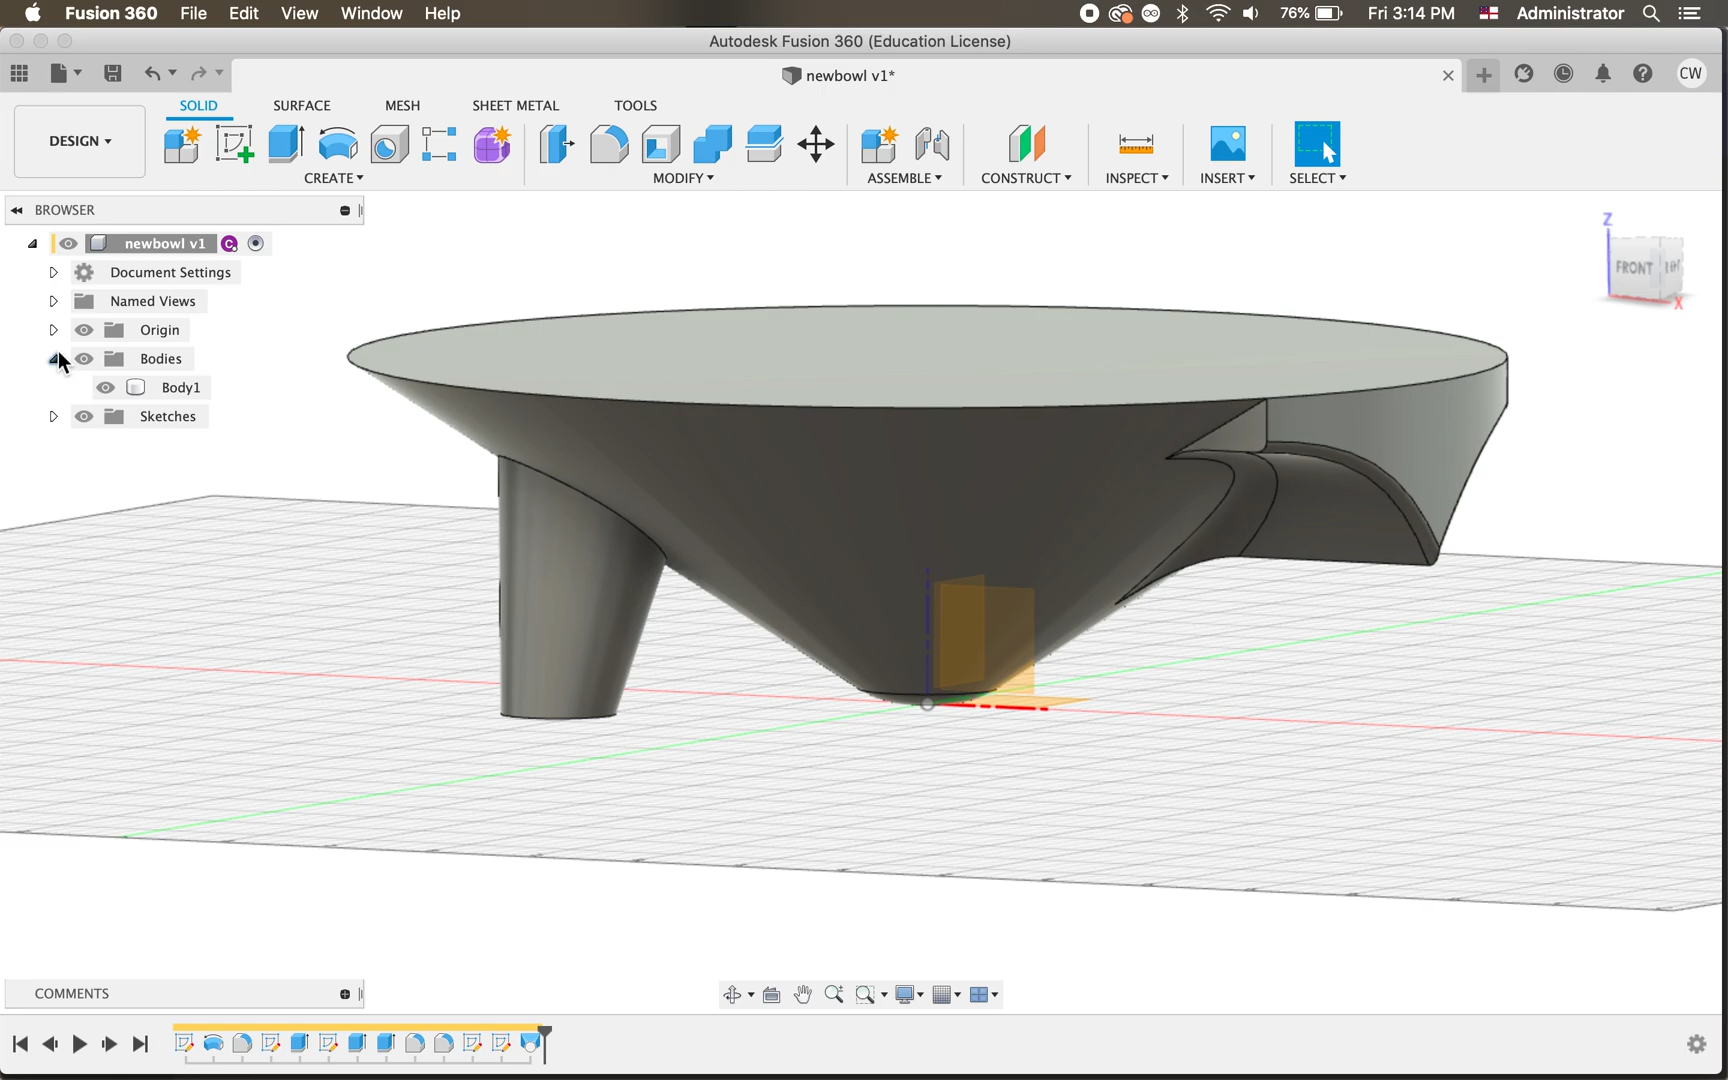 Fusion 360 File Edit View Window Help 76% Fri 3:14 PM Administrator
Autodesk Fusion 360 (Education License)
newbowl v1* CW
SOLID SURFACE MESH SHEET METAL TOOLS
DESIGN
CREATE MODIFY ASSEMBLE CONSTRUCT INSPECT INSERT SELECT
BROWSER
newbowl v1
Document Settings
Named Views
Origin
Bodies
Body1
Sketches
Z
FRONT
X
COMMENTS